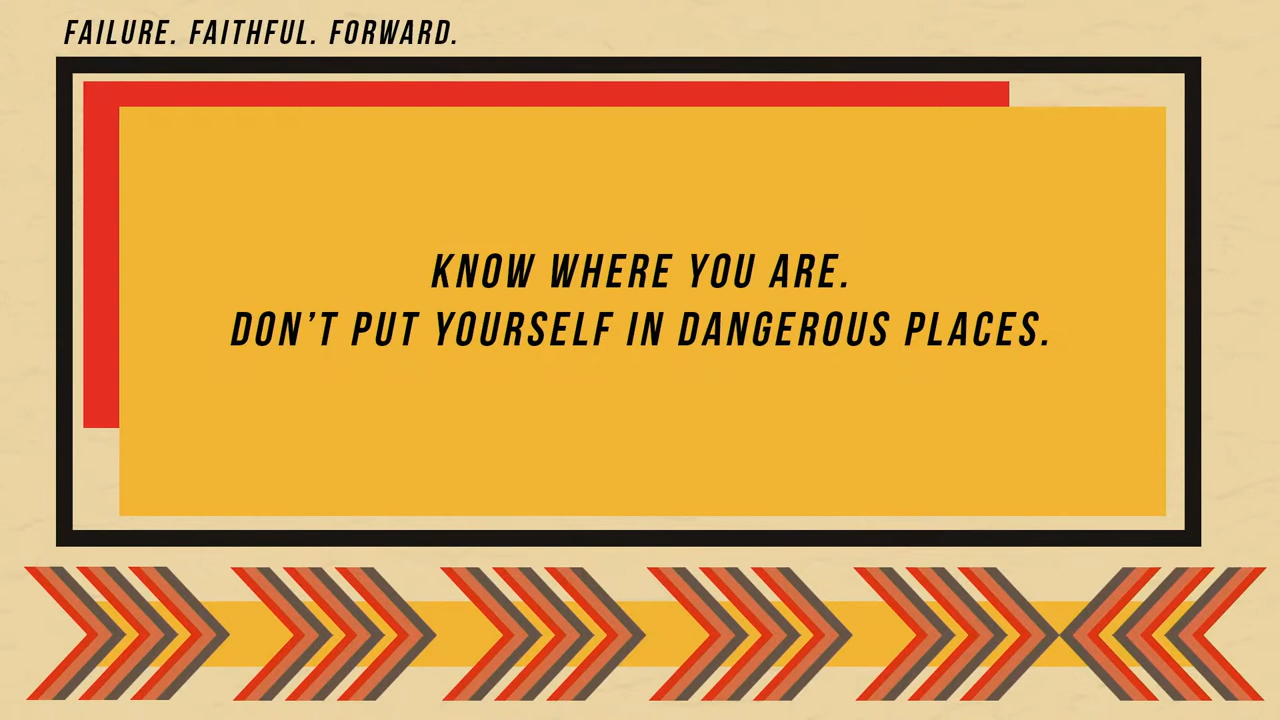 FAILURE. FAITHFUL. FORWARD.
KNOW WHERE YOU ARE.
DON’T PUT YOURSELF IN DANGEROUS PLACES.